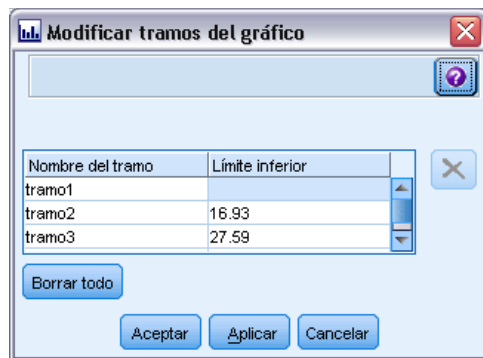 Modificar tramos del gráfico
Nombre del tramo Límite inferior
tramo1
tramo2 16.93
tramo3 27.59
Borrar todo
Aceptar Aplicar Cancelar